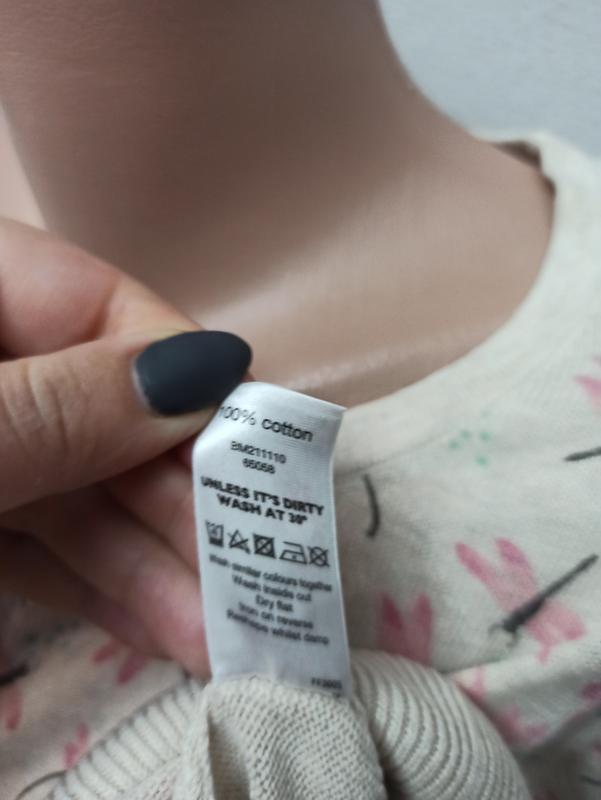 100% cotton
BM211110
65058
UNLESS IT'S DIRTY
WASH AT 30°
Wash similar colours together
Wash inside out
Dry flat
Iron on reverse
Reshape whilst damp